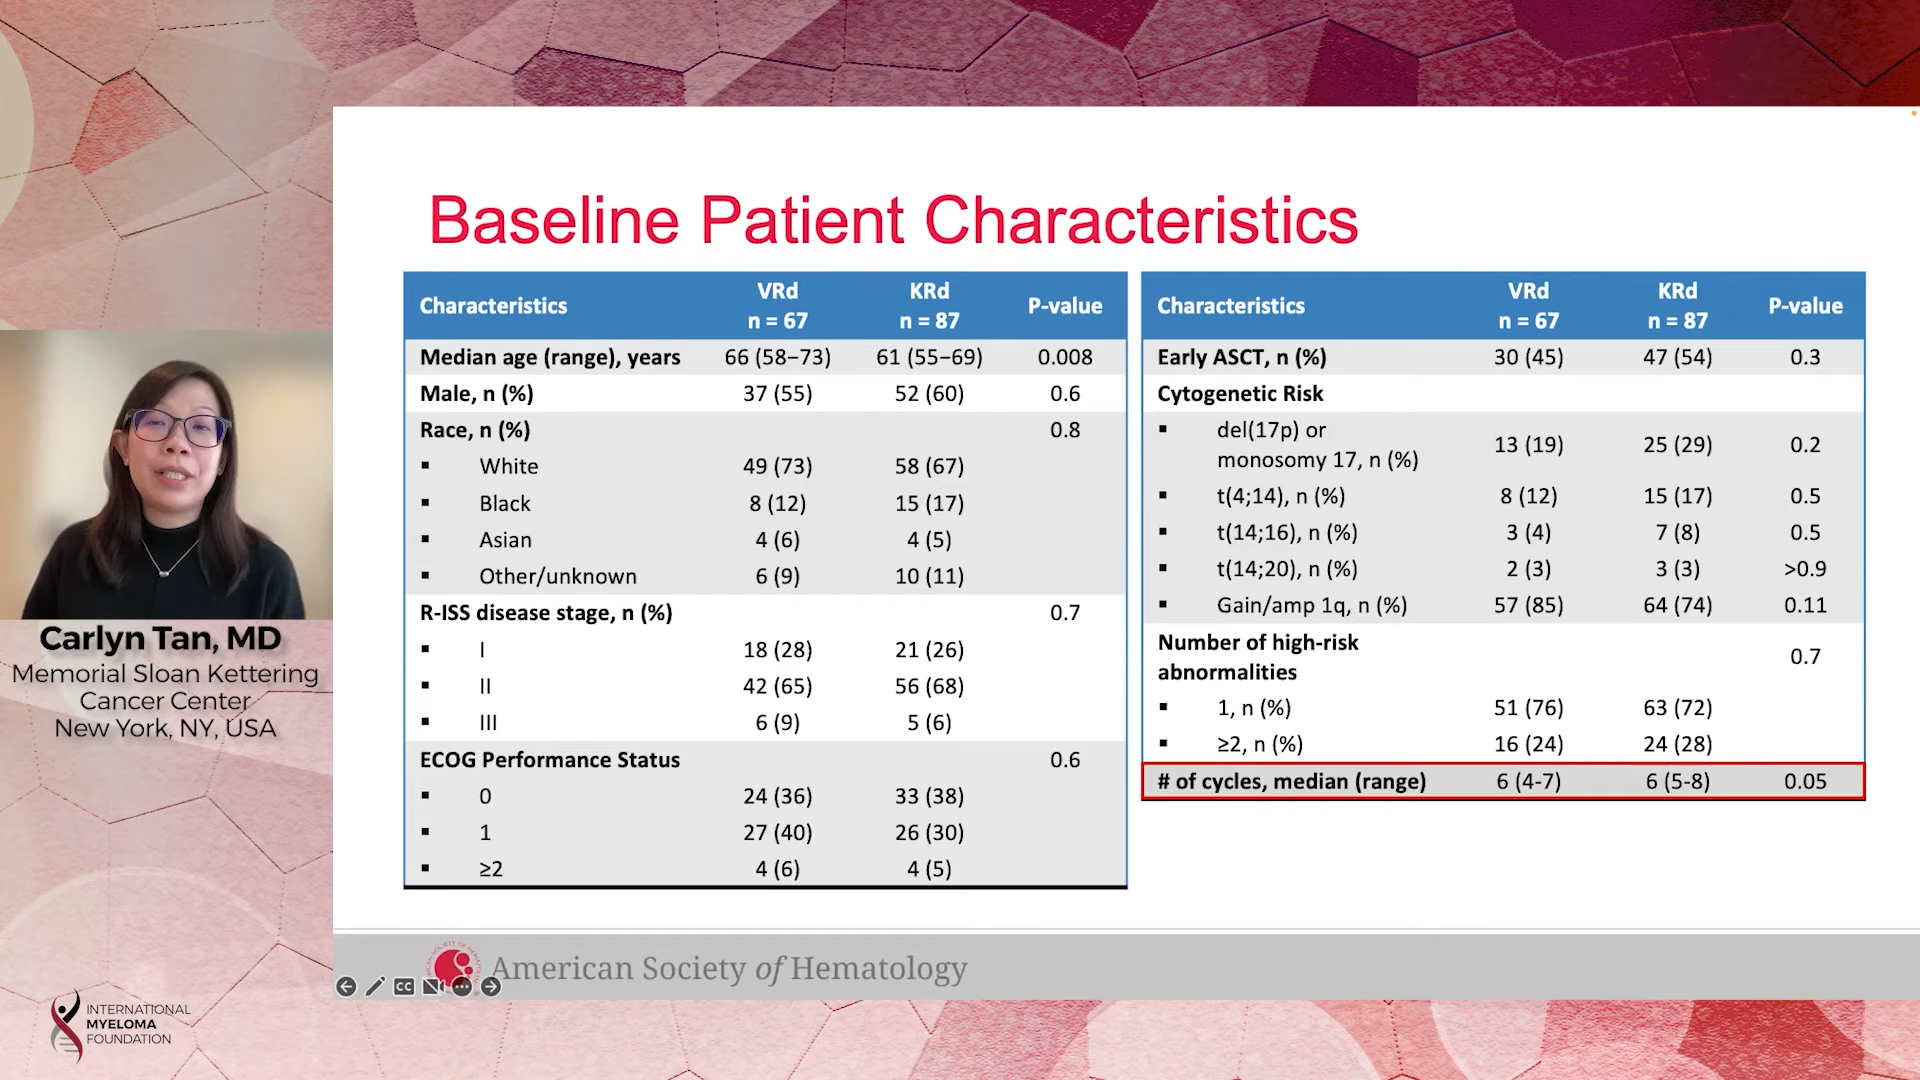 Baseline Patient Characteristics
Characteristics VRd n = 67 KRd n = 87 P-value
Median age (range), years 66 (58–73) 61 (55–69) 0.008
Male, n (%) 37 (55) 52 (60) 0.6
Race, n (%) 0.8
▪ White 49 (73) 58 (67)
▪ Black 8 (12) 15 (17)
▪ Asian 4 (6) 4 (5)
▪ Other/unknown 6 (9) 10 (11)
R-ISS disease stage, n (%) 0.7
▪ I 18 (28) 21 (26)
▪ II 42 (65) 56 (68)
▪ III 6 (9) 5 (6)
ECOG Performance Status 0.6
▪ 0 24 (36) 33 (38)
▪ 1 27 (40) 26 (30)
▪ ≥2 4 (6) 4 (5)
Characteristics VRd n = 67 KRd n = 87 P-value
Early ASCT, n (%) 30 (45) 47 (54) 0.3
Cytogenetic Risk
▪ del(17p) or
monosomy 17, n (%) 13 (19) 25 (29) 0.2
▪ t(4;14), n (%) 8 (12) 15 (17) 0.5
▪ t(14;16), n (%) 3 (4) 7 (8) 0.5
▪ t(14;20), n (%) 2 (3) 3 (3) >0.9
▪ Gain/amp 1q, n (%) 57 (85) 64 (74) 0.11
Number of high-risk
abnormalities 0.7
▪ 1, n (%) 51 (76) 63 (72)
▪ ≥2, n (%) 16 (24) 24 (28)
# of cycles, median (range) 6 (4-7) 6 (5-8) 0.05
Carlyn Tan, MD
Memorial Sloan Kettering
Cancer Center
New York, NY, USA
American Society of Hematology
CC
INTERNATIONAL
MYELOMA
FOUNDATION